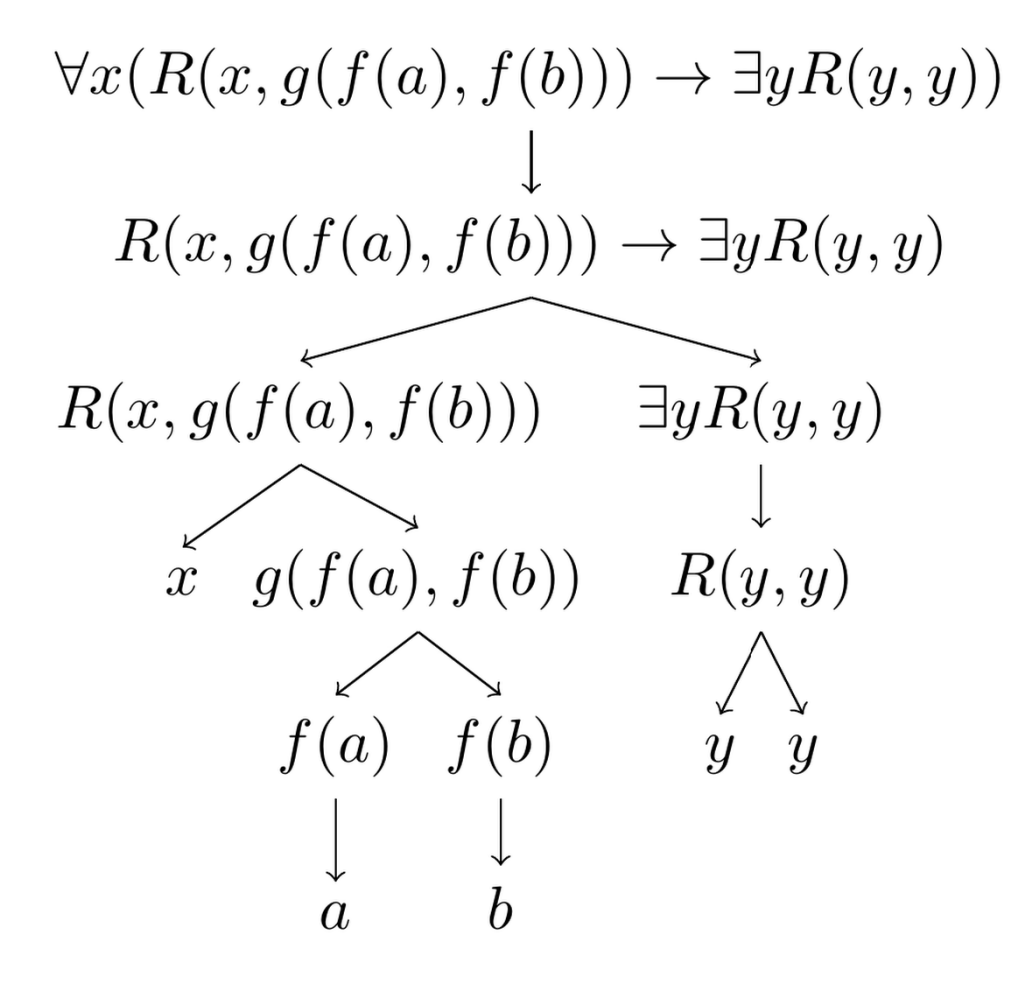 ∀x(R(x, g(f(a), f(b))) → ∃yR(y, y))
R(x, g(f(a), f(b))) → ∃yR(y, y)
R(x, g(f(a), f(b))) ∃yR(y, y)
x g(f(a), f(b)) R(y, y)
f(a) f(b) y y
a b